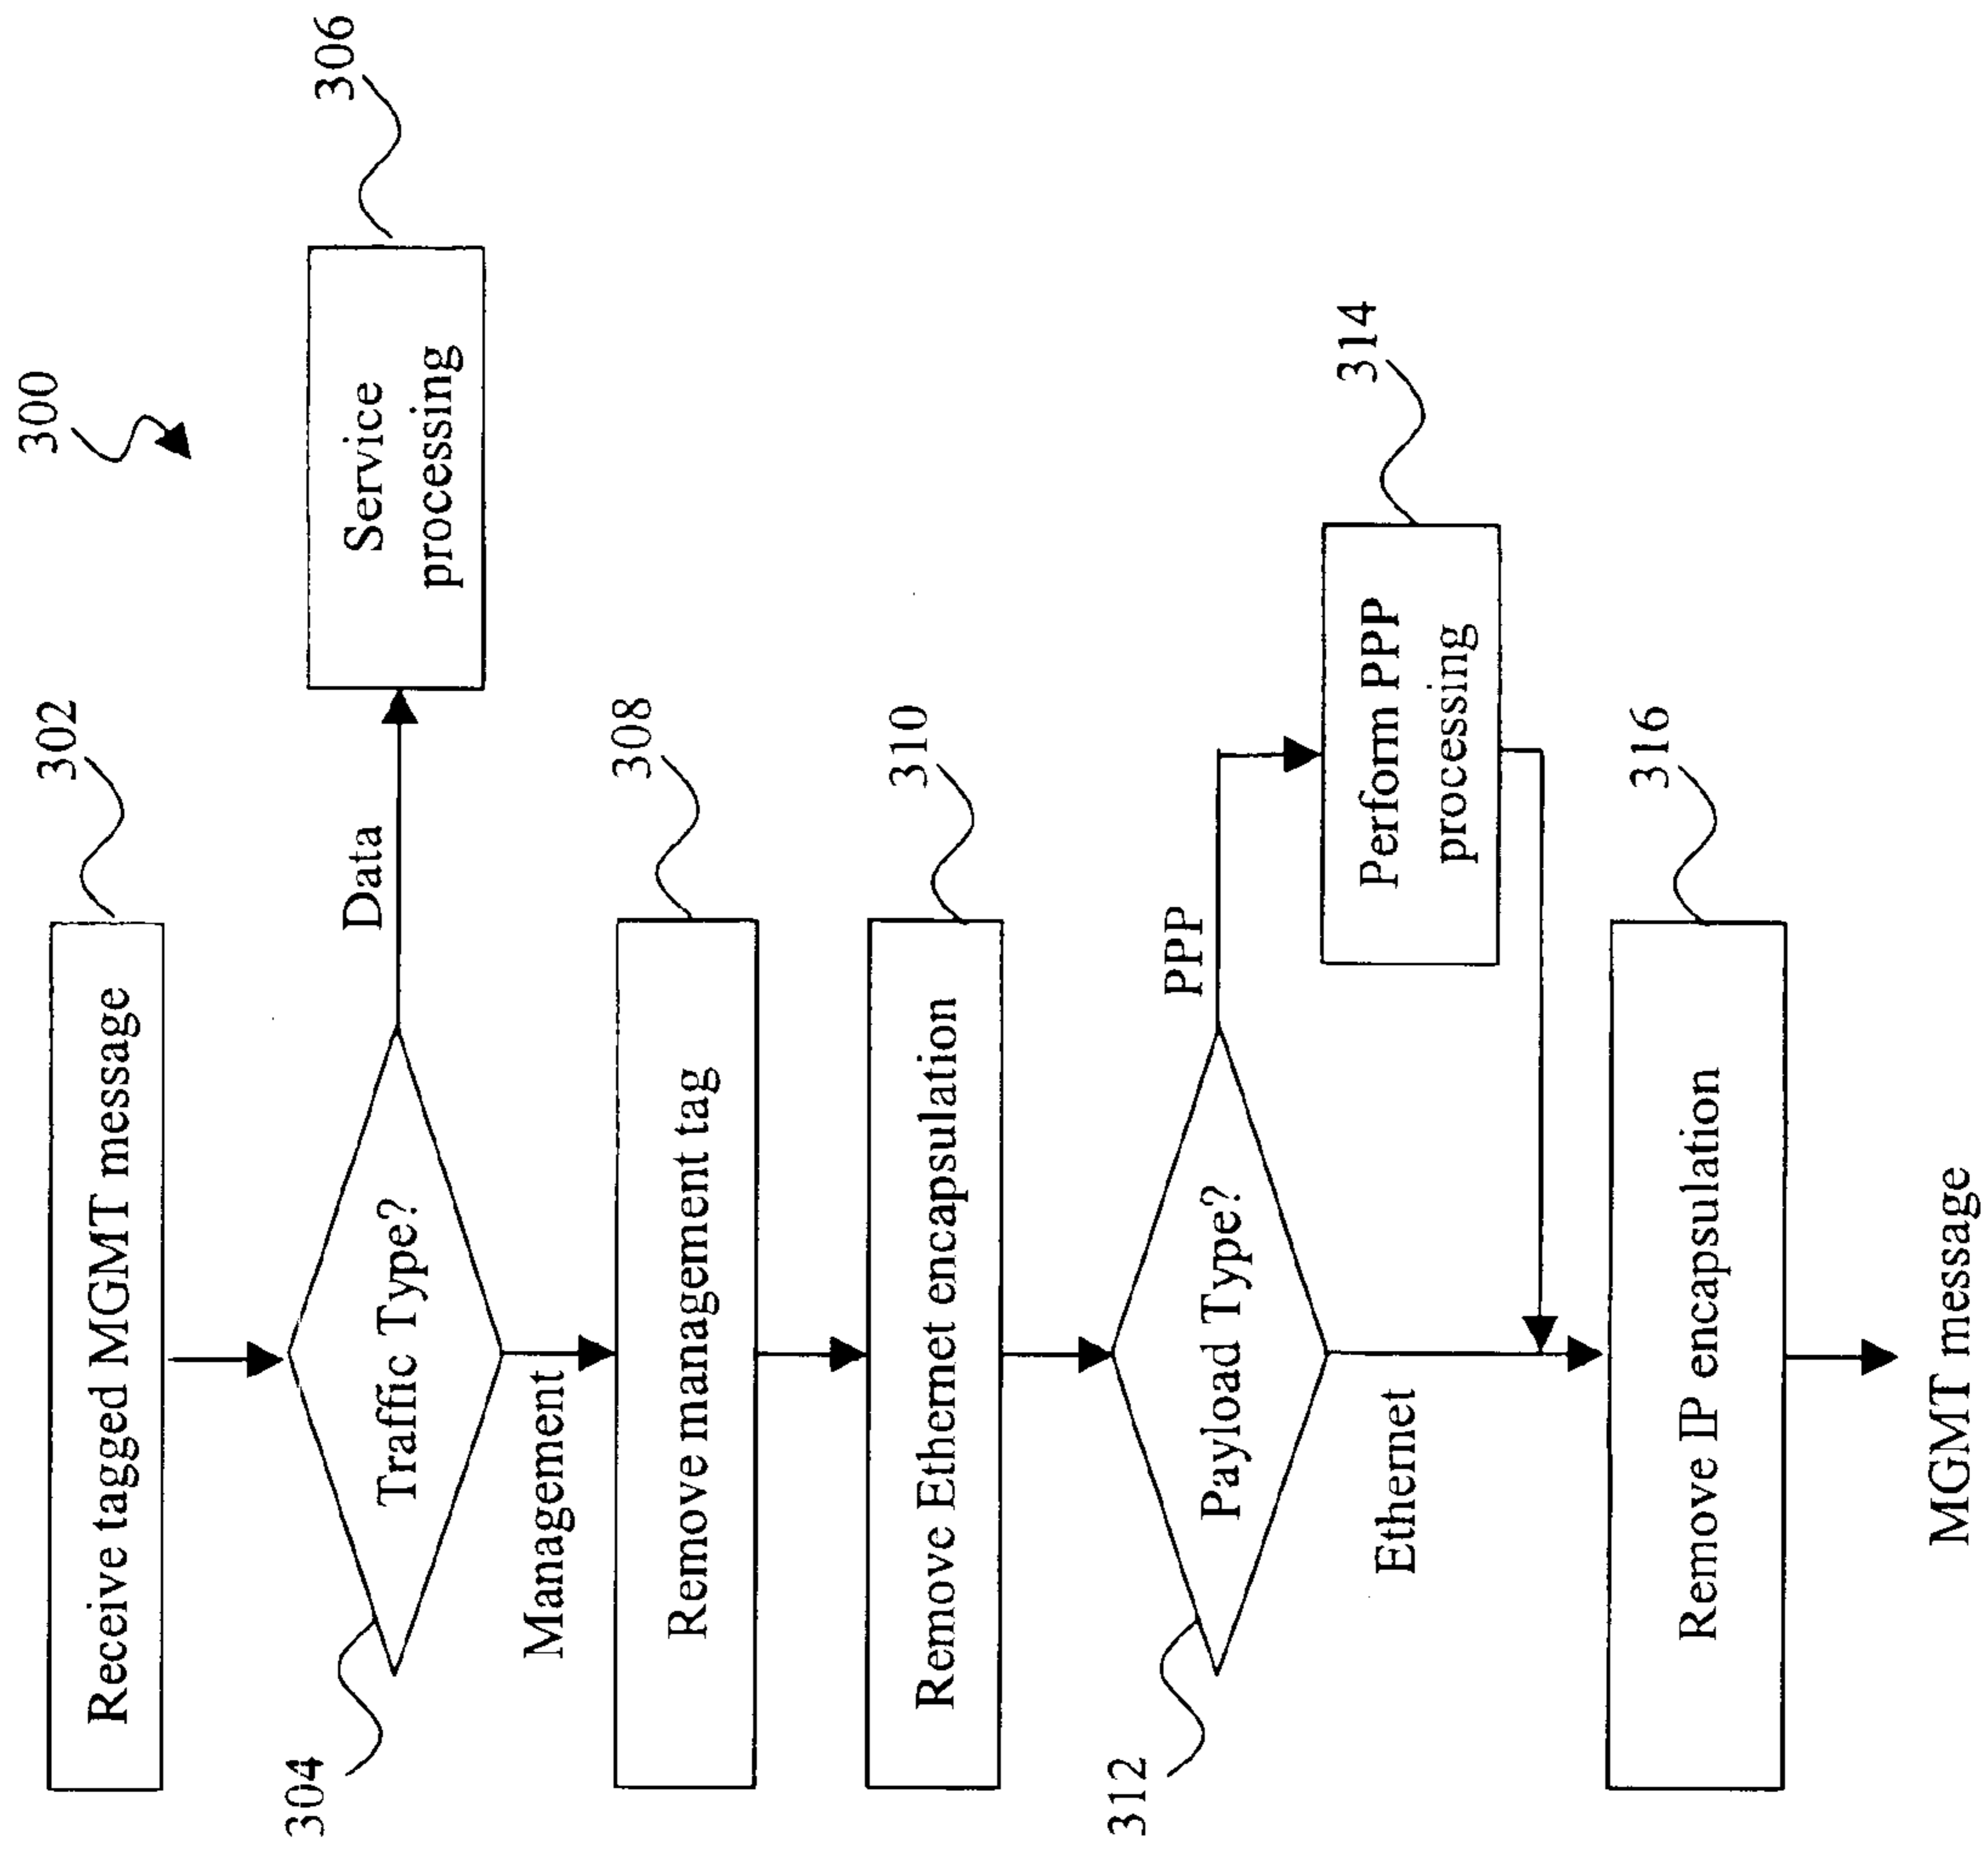 300
302
Receive tagged MGMT message
304
Traffic Type?
Data
306
Service
processing
Management
308
Remove management tag
310
Remove Ethernet encapsulation
312
Payload Type?
PPP
314
Perform PPP
processing
Ethernet
316
Remove IP encapsulation
MGMT message